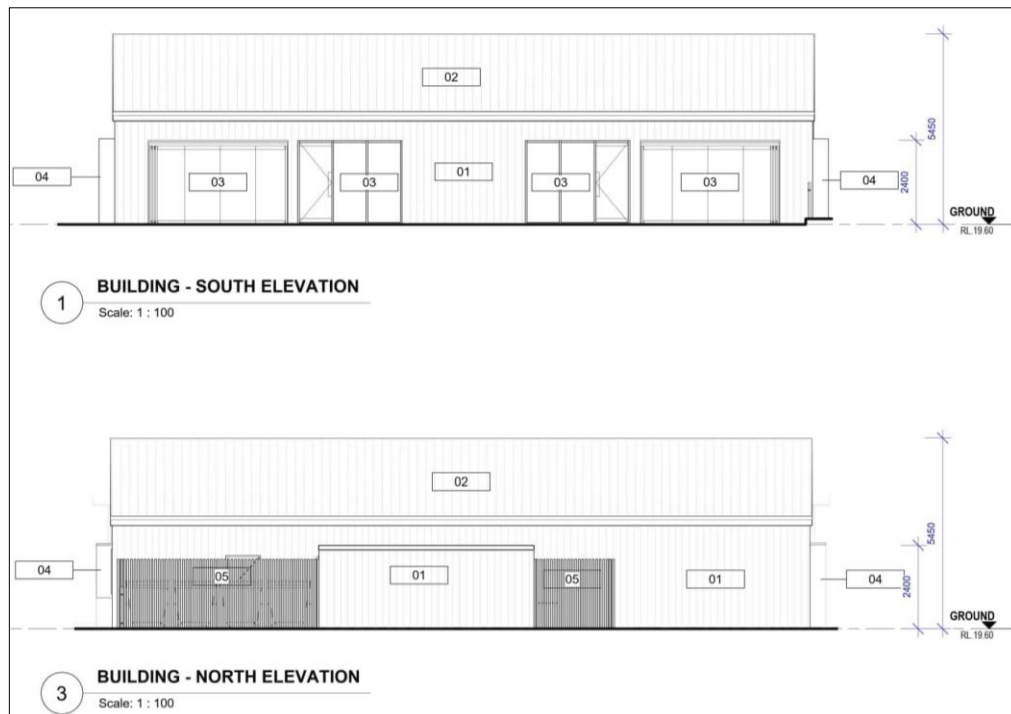 02
5450
01
03
03
03
03
2400
04
04
GROUND
RL.19.60
1
BUILDING - SOUTH ELEVATION
Scale: 1 : 100
02
5450
04
05
01
05
01
04
2400
GROUND
RL.19.60
3
BUILDING - NORTH ELEVATION
Scale: 1 : 100